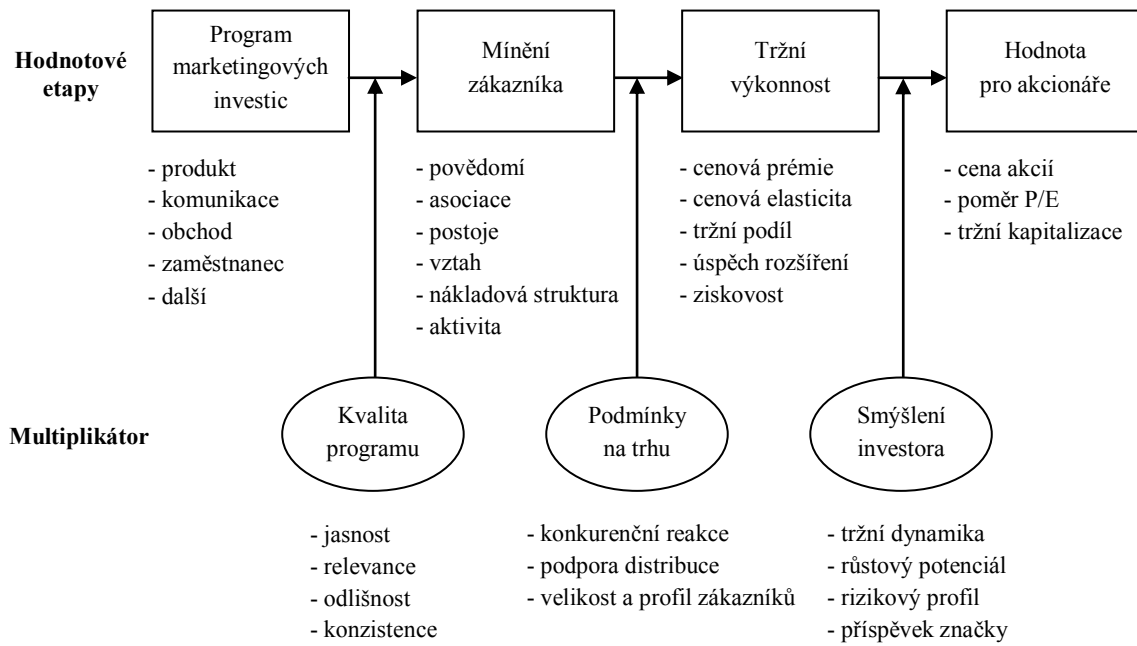 Hodnotové
etapy
Program
marketingových
investic
Mínění
zákazníka
Tržní
výkonnost
Hodnota
pro akcionáře
- produkt
- komunikace
- obchod
- zaměstnanec
- další
- povědomí
- asociace
- postoje
- vztah
- nákladová struktura
- aktivita
- cenová prémie
- cenová elasticita
- tržní podíl
- úspěch rozšíření
- ziskovost
- cena akcií
- poměr P/E
- tržní kapitalizace
Multiplikátor
Kvalita
programu
Podmínky
na trhu
Smýšlení
investora
- jasnost
- relevance
- odlišnost
- konzistence
- konkurenční reakce
- podpora distribuce
- velikost a profil zákazníků
- tržní dynamika
- růstový potenciál
- rizikový profil
- příspěvek značky